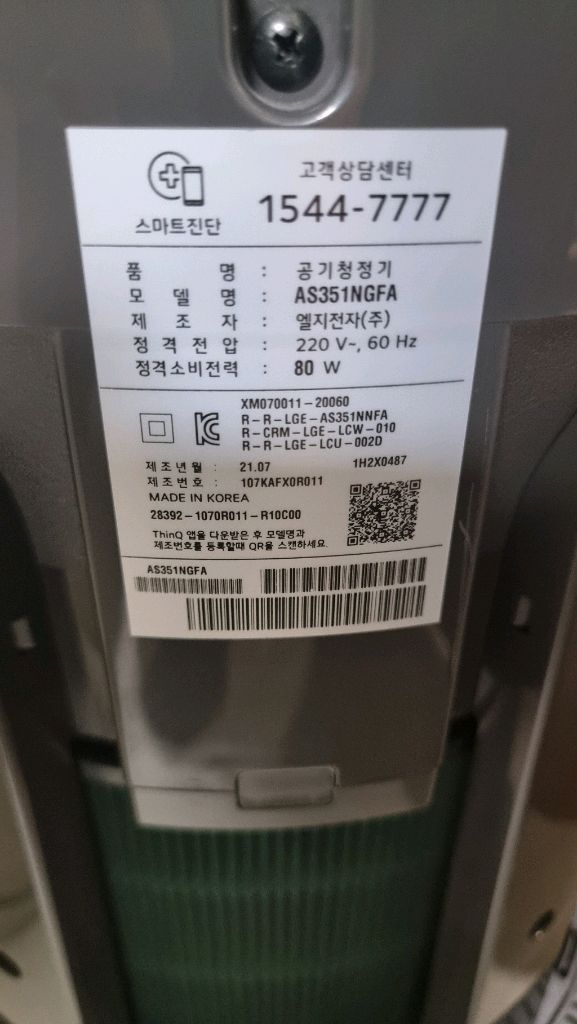 고객상담센터
스마트진단
1544-7777
품 명 : 공기청정기
모 델 명 : AS351NGFA
제 조 자 : 엘지전자(주)
정 격 전 압 : 220 V~, 60 Hz
정격소비전력 : 80 W
XM070011-20060
R-R-LGE-AS351NNFA
R-CRM-LGE-LCW-010
R-R-LGE-LCU-002D
제조년월 : 21.07
1H2X0487
제조번호 : 107KAFX0R011
MADE IN KOREA
28392-1070R011-R10C00
ThinQ 앱을 다운받은 후 모델명과
제조번호를 등록할때 QR을 스캔하세요.
AS351NGFA